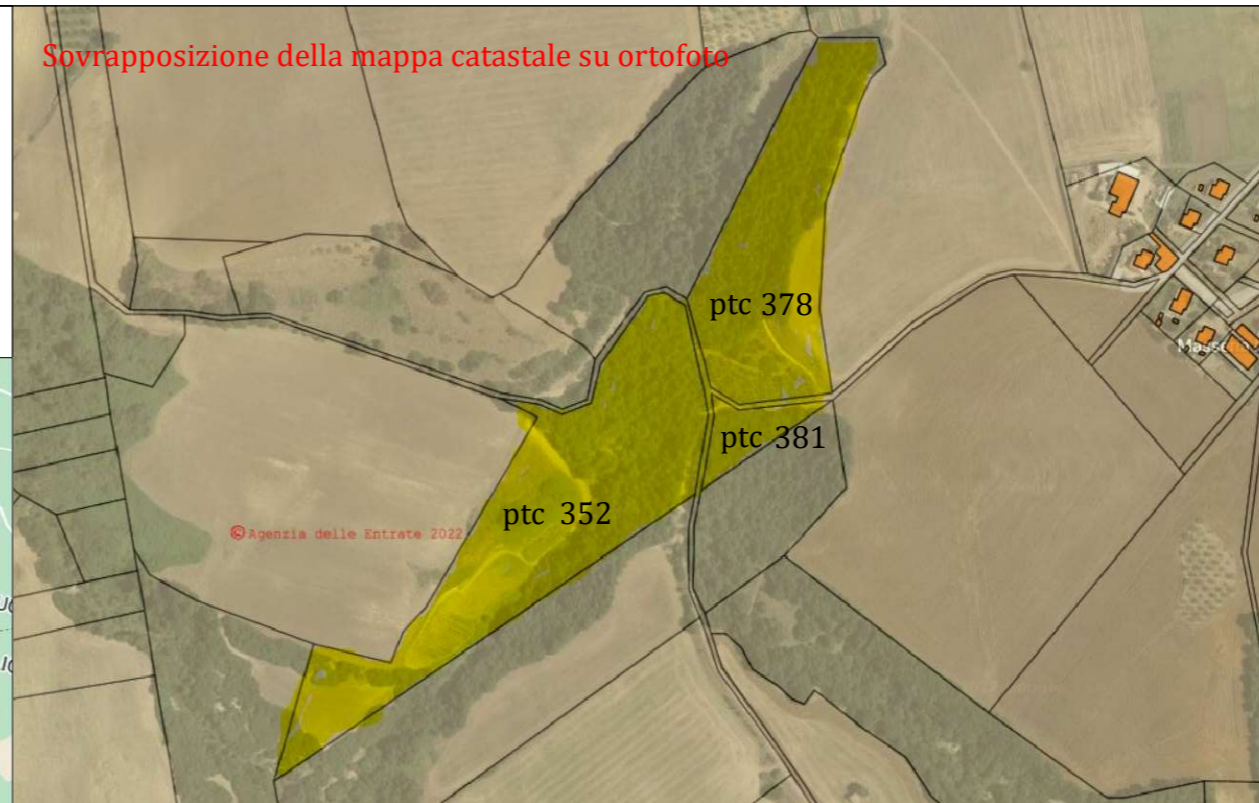 Sovrapposizione della mappa catastale su ortofoto
ptc 378
ptc 381
ptc 352
©Agenzia delle Entrate 2022